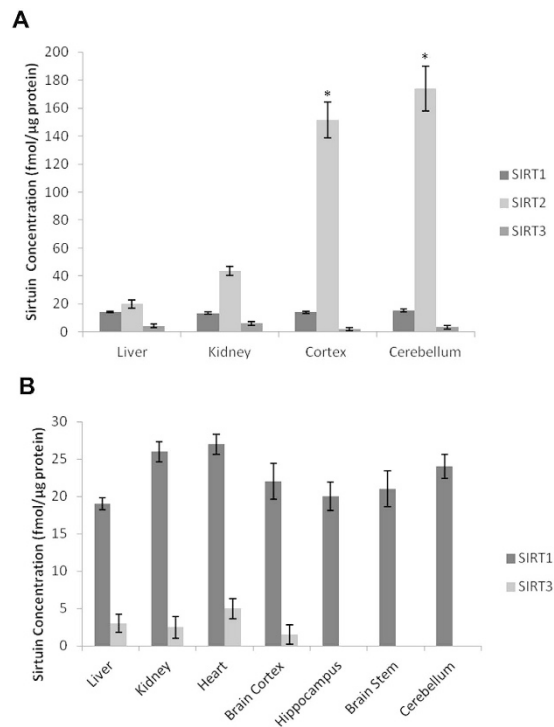 A
Sirtuin Concentration (fmol/µg protein)
200
180
160
140
120
100
80
60
40
20
0
*
*
Liver Kidney Cortex Cerebellum
SIRT1
SIRT2
SIRT3
B
Sirtuin Concentration (fmol/µg protein)
30
25
20
15
10
5
0
Liver Kidney Heart Brain Cortex Hippocampus Brain Stem Cerebellum
SIRT1
SIRT3